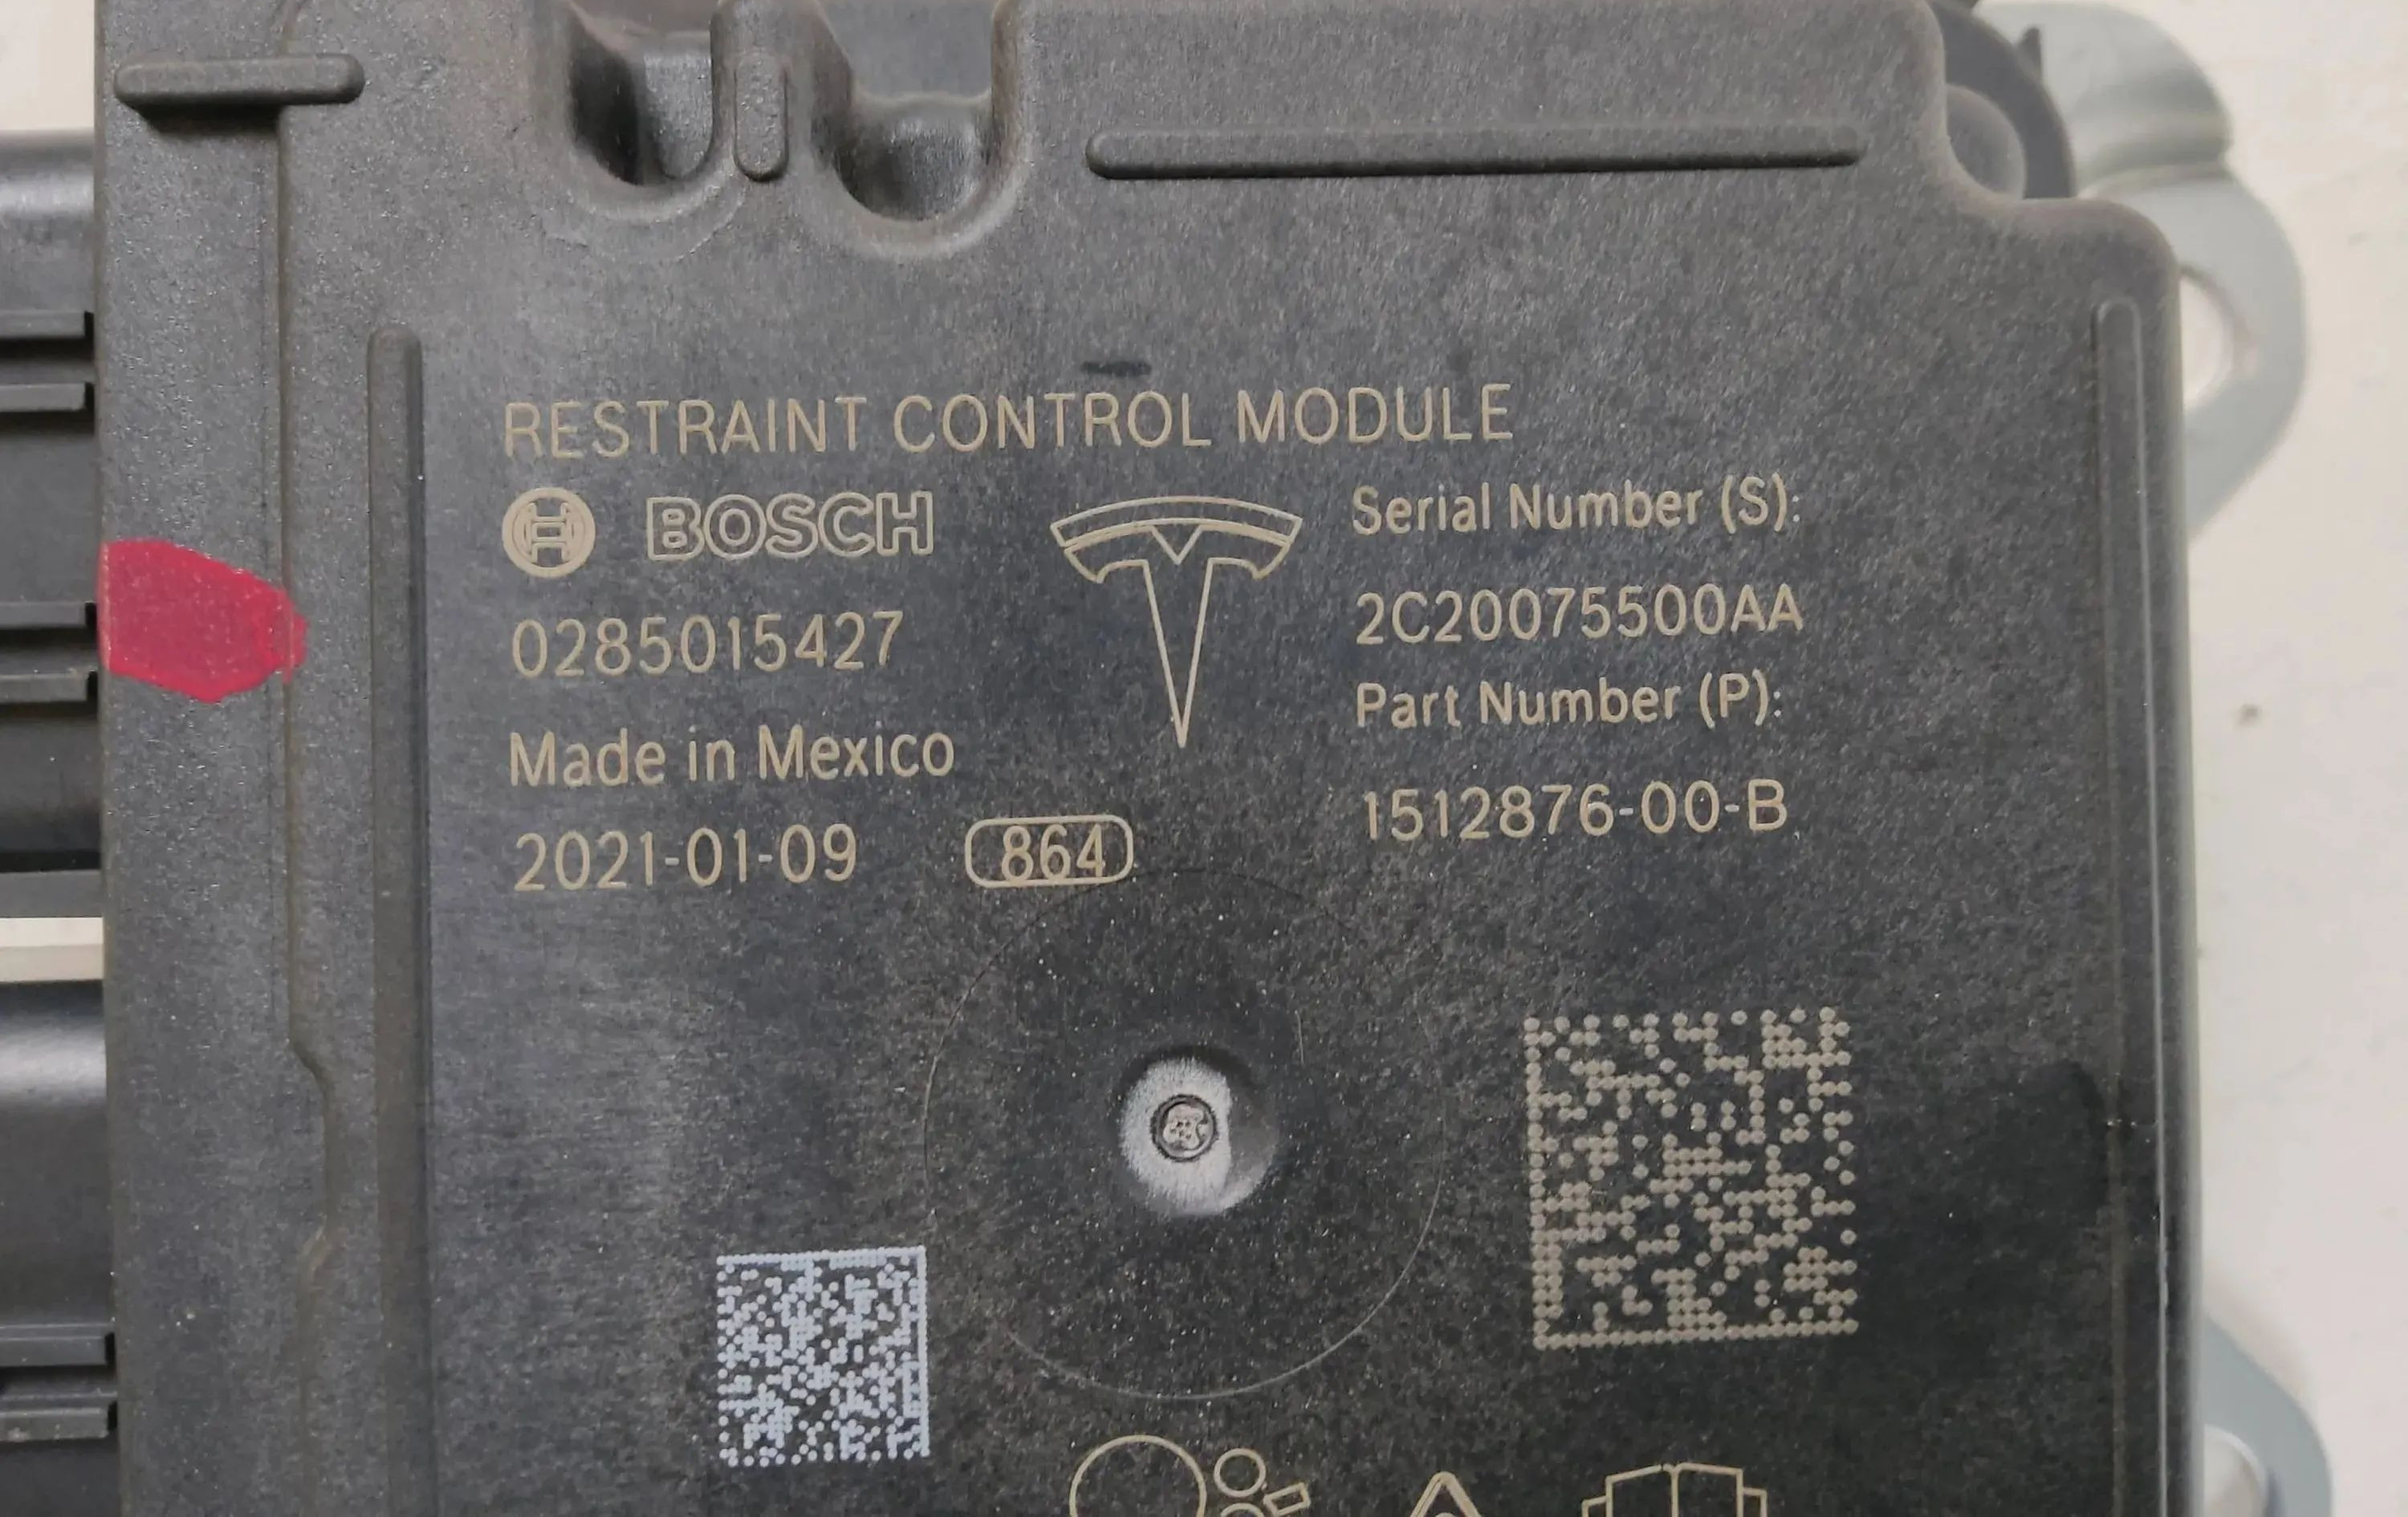 RESTRAINT CONTROL MODULE
BOSCH
0285015427
Made in Mexico
2021-01-09
864
Serial Number (S):
2C20075500AA
Part Number (P):
1512876-00-B